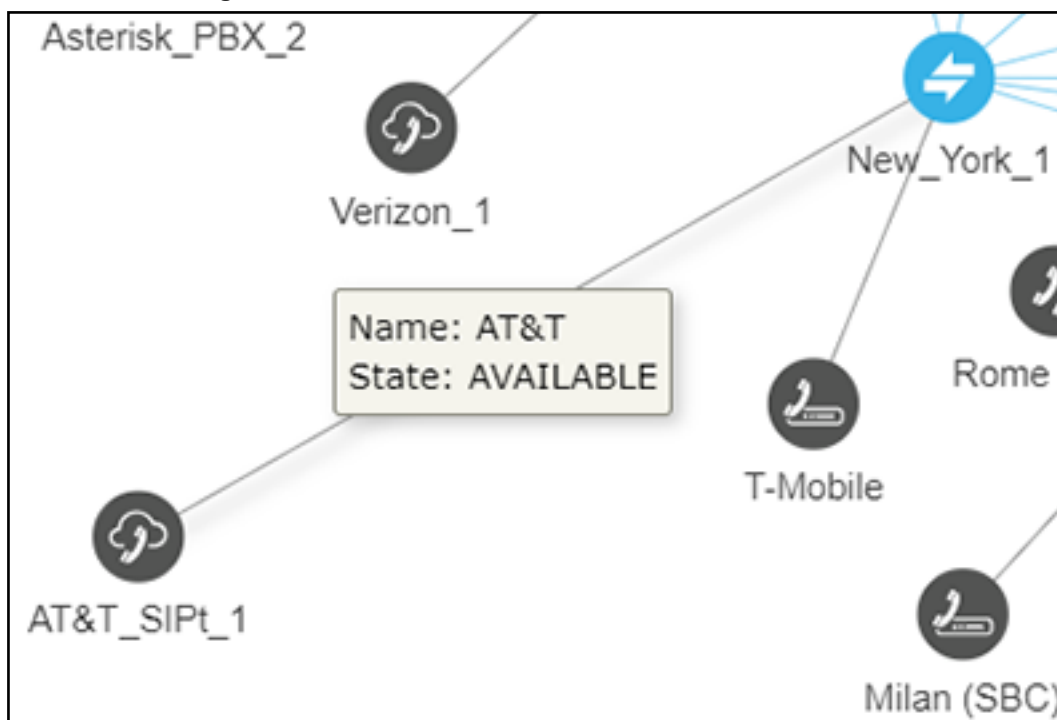 Asterisk_PBX_2
New_York_1
Verizon_1
Name: AT&T
State: AVAILABLE
Rome
T-Mobile
AT&T_SIPt_1
Milan (SBC)